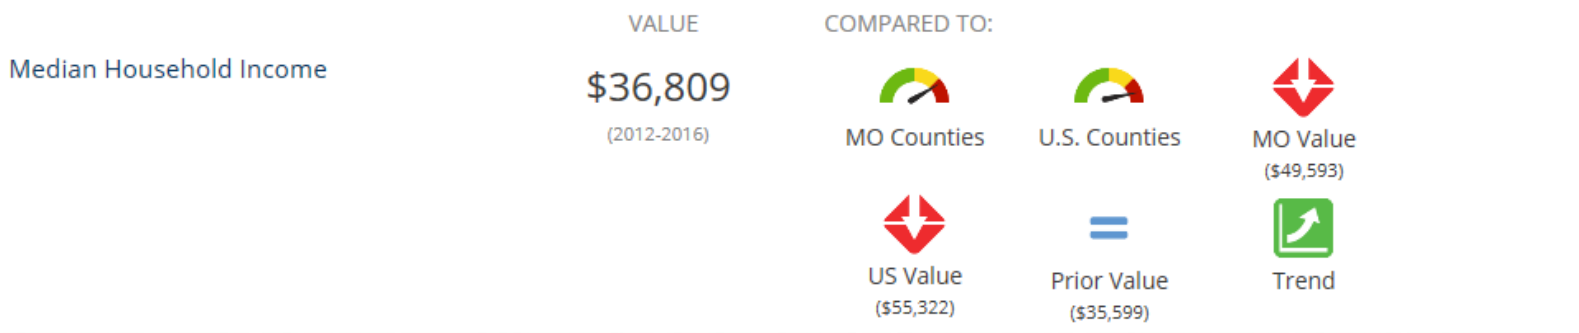 VALUE
COMPARED TO:
Median Household Income
$36,809
(2012-2016)
MO Counties
U.S. Counties
MO Value
($49,593)
US Value
($55,322)
Prior Value
($35,599)
Trend